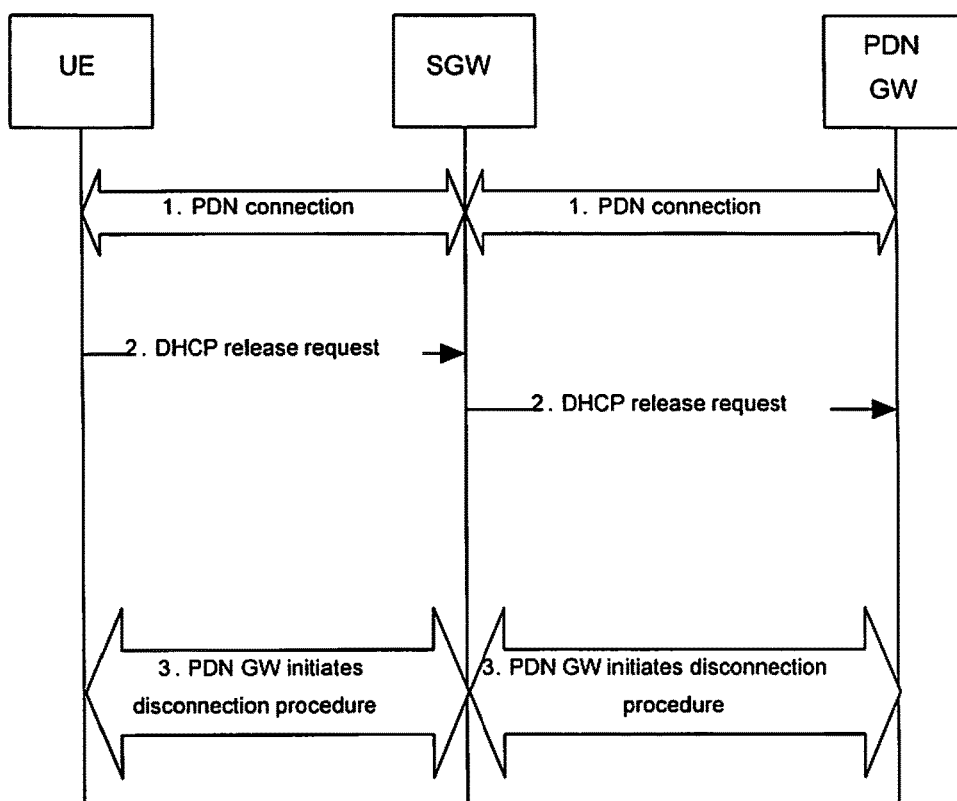 UE
SGW
PDN
GW
1. PDN connection
1. PDN connection
2. DHCP release request
2. DHCP release request
3. PDN GW initiates
disconnection procedure
3. PDN GW initiates disconnection
procedure